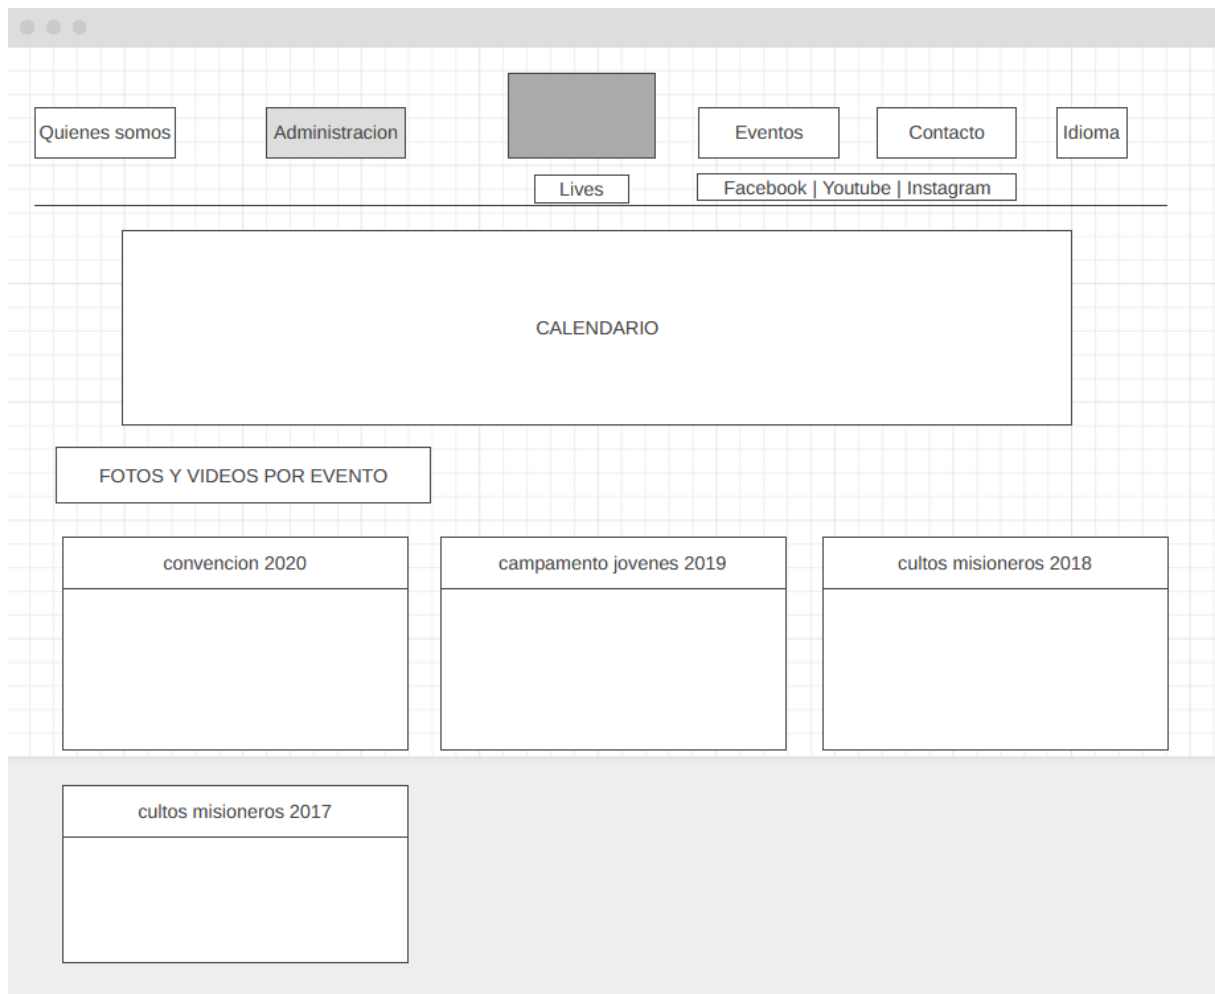 Quienes somos
Administracion
Eventos
Contacto
Idioma
Lives
Facebook | Youtube | Instagram
CALENDARIO
FOTOS Y VIDEOS POR EVENTO
convencion 2020
campamento jovenes 2019
cultos misioneros 2018
cultos misioneros 2017